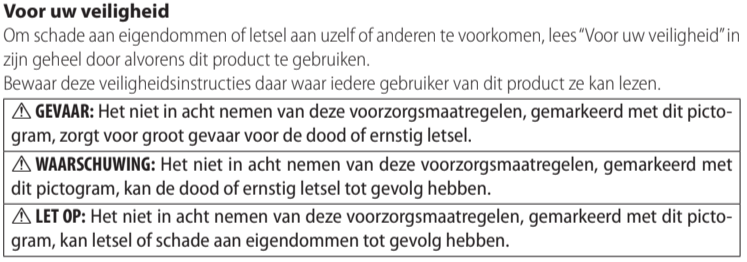 Voor uw veiligheid
Om schade aan eigendommen of letsel aan uzelf of anderen te voorkomen, lees “Voor uw veiligheid” in
zijn geheel door alvorens dit product te gebruiken.
Bewaar deze veiligheidsinstructies daar waar iedere gebruiker van dit product ze kan lezen.
⚠ GEVAAR: Het niet in acht nemen van deze voorzorgsmaatregelen, gemarkeerd met dit picto-
gram, zorgt voor groot gevaar voor de dood of ernstig letsel.
⚠ WAARSCHUWING: Het niet in acht nemen van deze voorzorgsmaatregelen, gemarkeerd met
dit pictogram, kan de dood of ernstig letsel tot gevolg hebben.
⚠ LET OP: Het niet in acht nemen van deze voorzorgsmaatregelen, gemarkeerd met dit picto-
gram, kan letsel of schade aan eigendommen tot gevolg hebben.